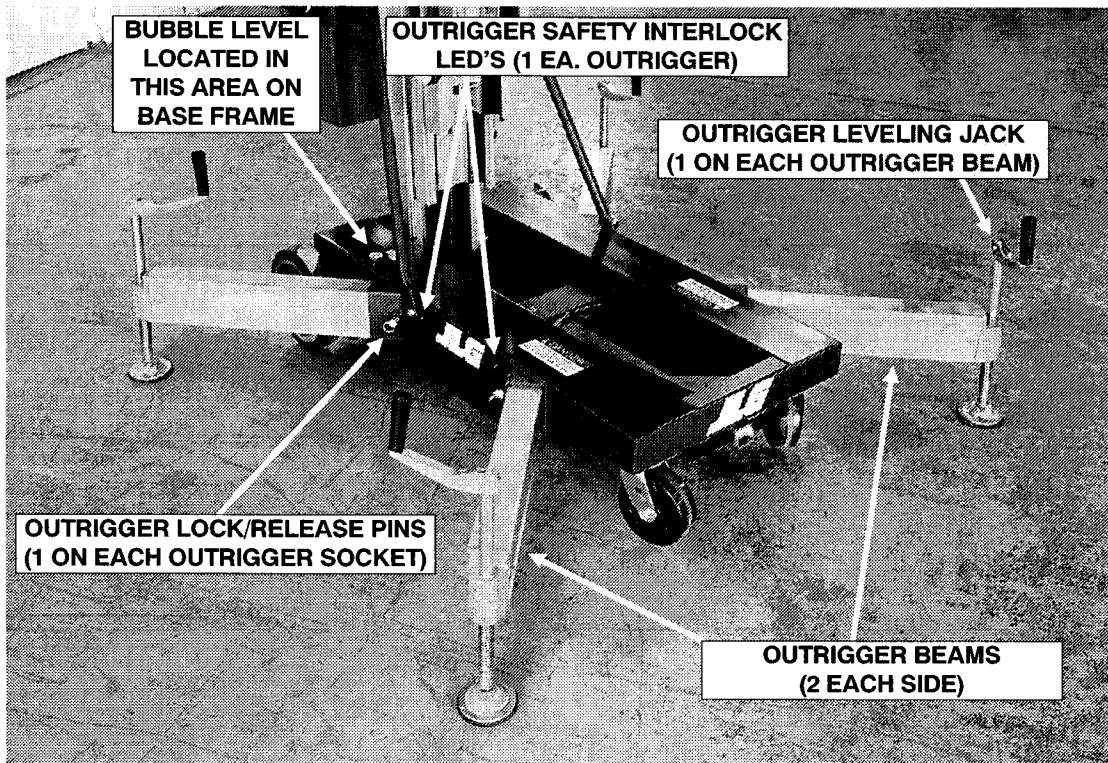 BUBBLE LEVEL
LOCATED IN
THIS AREA ON
BASE FRAME
OUTRIGGER SAFETY INTERLOCK
LED'S (1 EA. OUTRIGGER)
OUTRIGGER LEVELING JACK
(1 ON EACH OUTRIGGER BEAM)
JLG
JLG
OUTRIGGER LOCK/RELEASE PINS
(1 ON EACH OUTRIGGER SOCKET)
OUTRIGGER BEAMS
(2 EACH SIDE)